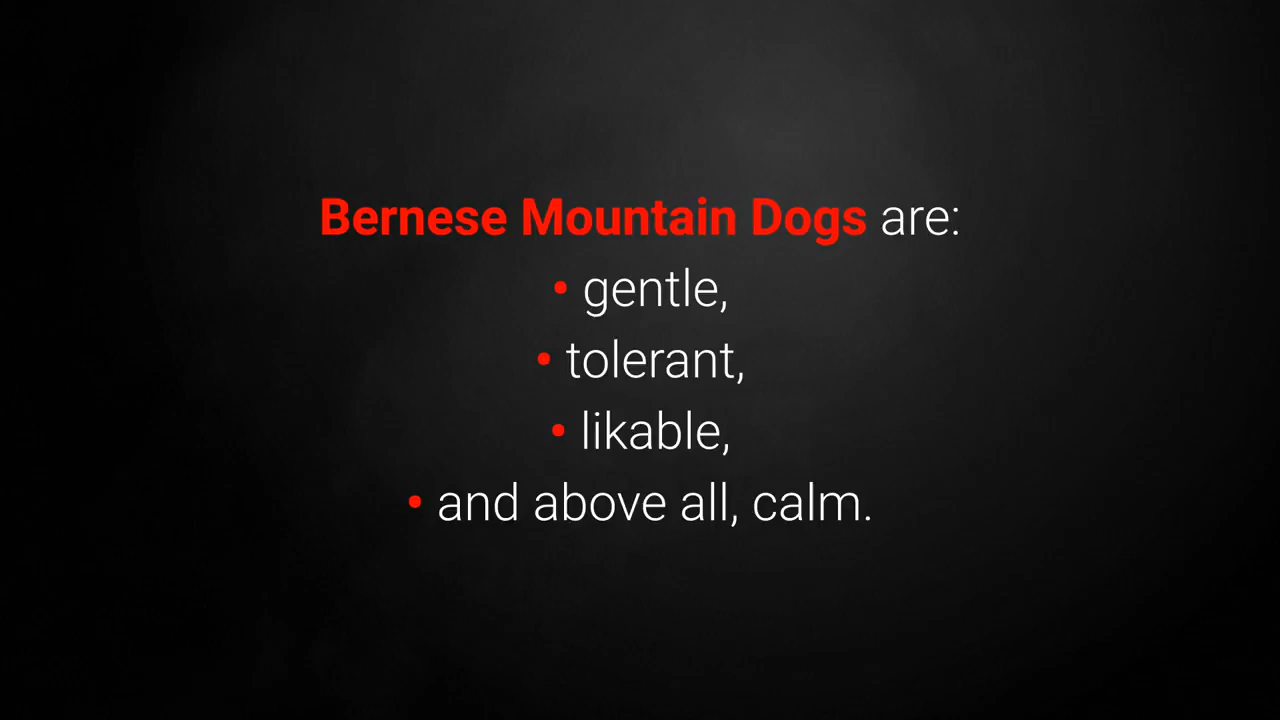 Bernese Mountain Dogs are:
• gentle,
• tolerant,
• likable,
• and above all, calm.